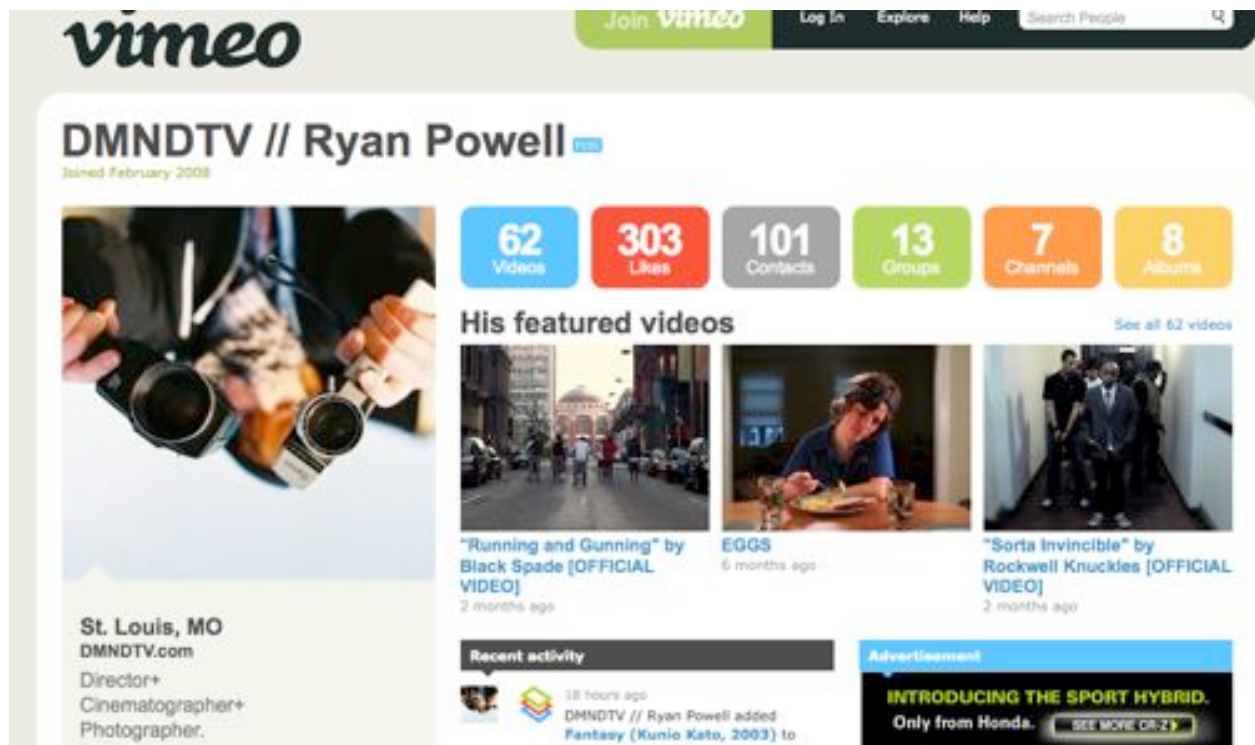 vimeo
Join vimeo Log In Explore Help Search People
DMNDTV // Ryan Powell
Joined February 2008
62 Videos
303 Likes
101 Contacts
13 Groups
7 Channels
8 Albums
His featured videos
See all 62 videos
"Running and Gunning" by
Black Spade [OFFICIAL
VIDEO]
2 months ago
EGGS
6 months ago
"Sorta Invincible" by
Rockwell Knuckles [OFFICIAL
VIDEO]
2 months ago
St. Louis, MO
DMNDTV.com
Director+
Cinematographer+
Photographer.
Recent activity
18 hours ago
DMNDTV // Ryan Powell added
Fantasy (Kunio Kato, 2003) to
Advertisement
INTRODUCING THE SPORT HYBRID.
Only from Honda. SEE MORE CR-Z